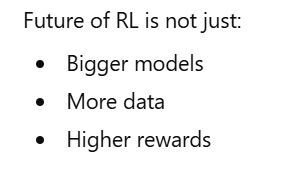 Future of RL is not just:
• Bigger models
• More data
• Higher rewards